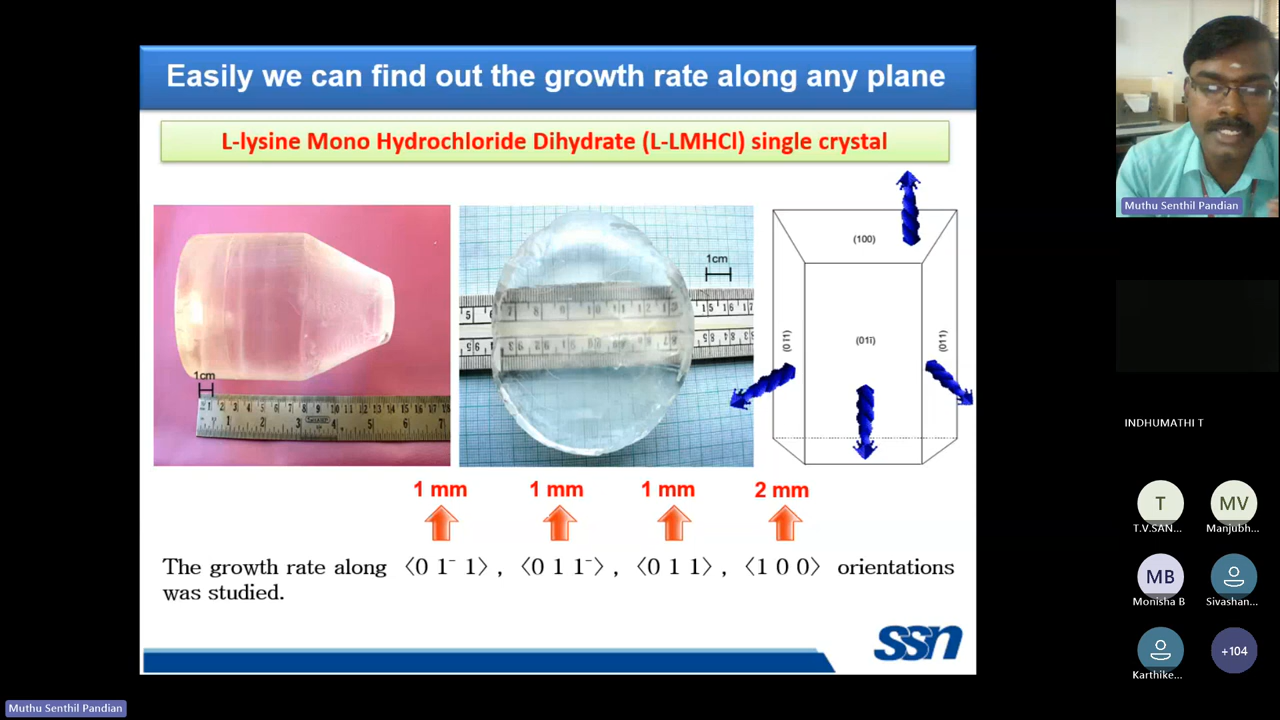 Easily we can find out the growth rate along any plane
L-lysine Mono Hydrochloride Dihydrate (L-LMHCl) single crystal
1cm
1cm
(100)
(011)
(01ī)
(011)
1 mm 1 mm 1 mm 2 mm
The growth rate along ⟨0 1⁻ 1⟩, ⟨0 1 1⁻⟩, ⟨0 1 1⟩, ⟨1 0 0⟩ orientations
was studied.
ssn
Muthu Senthil Pandian
INDHUMATHI T
T
T.V.SAN...
MV
Manjubh...
MB
Monisha B
Sivashan...
Karthike...
+104
Muthu Senthil Pandian